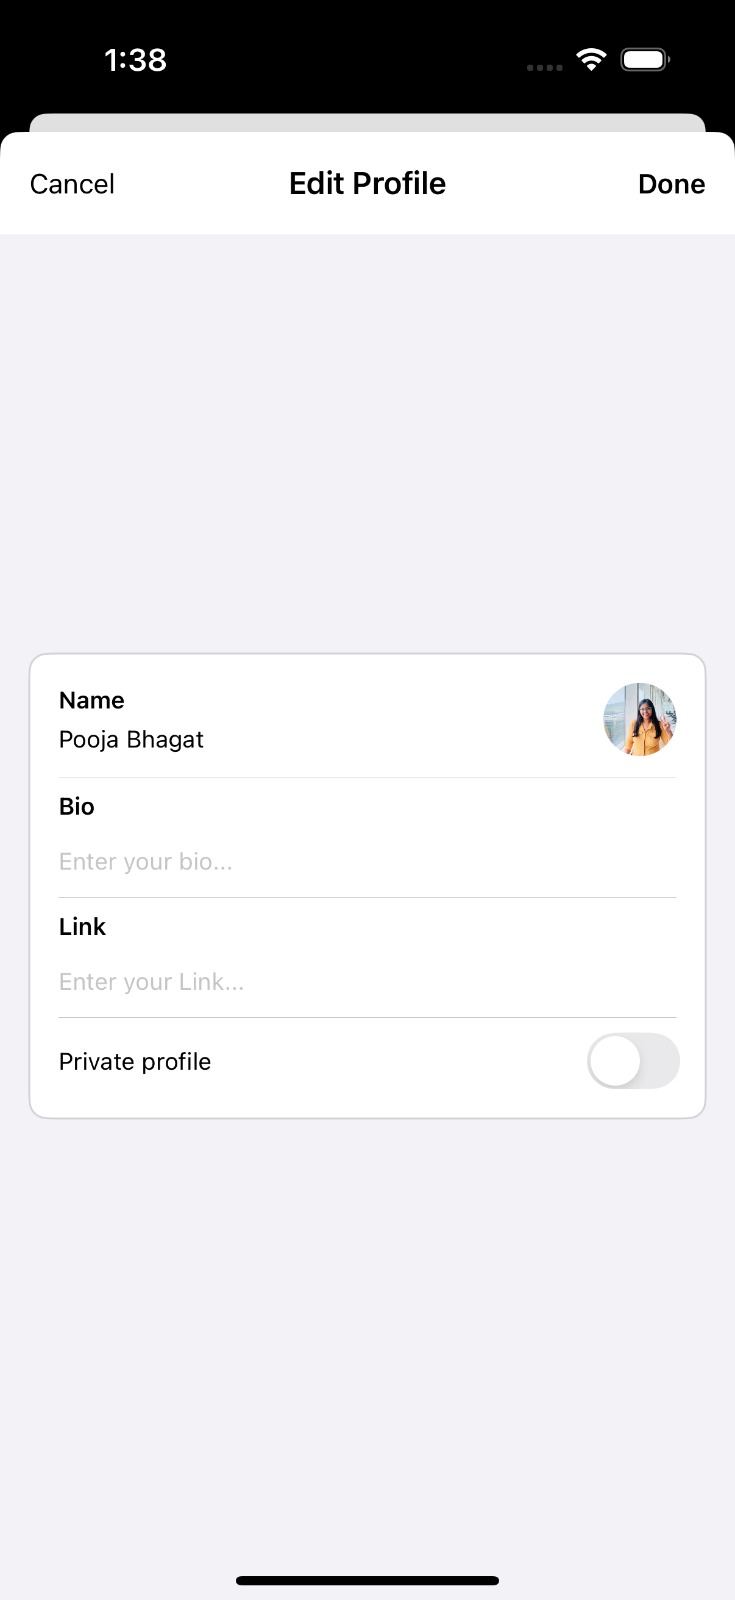 1:38
Cancel
Edit Profile
Done
Name
Pooja Bhagat
Bio
Enter your bio...
Link
Enter your Link...
Private profile